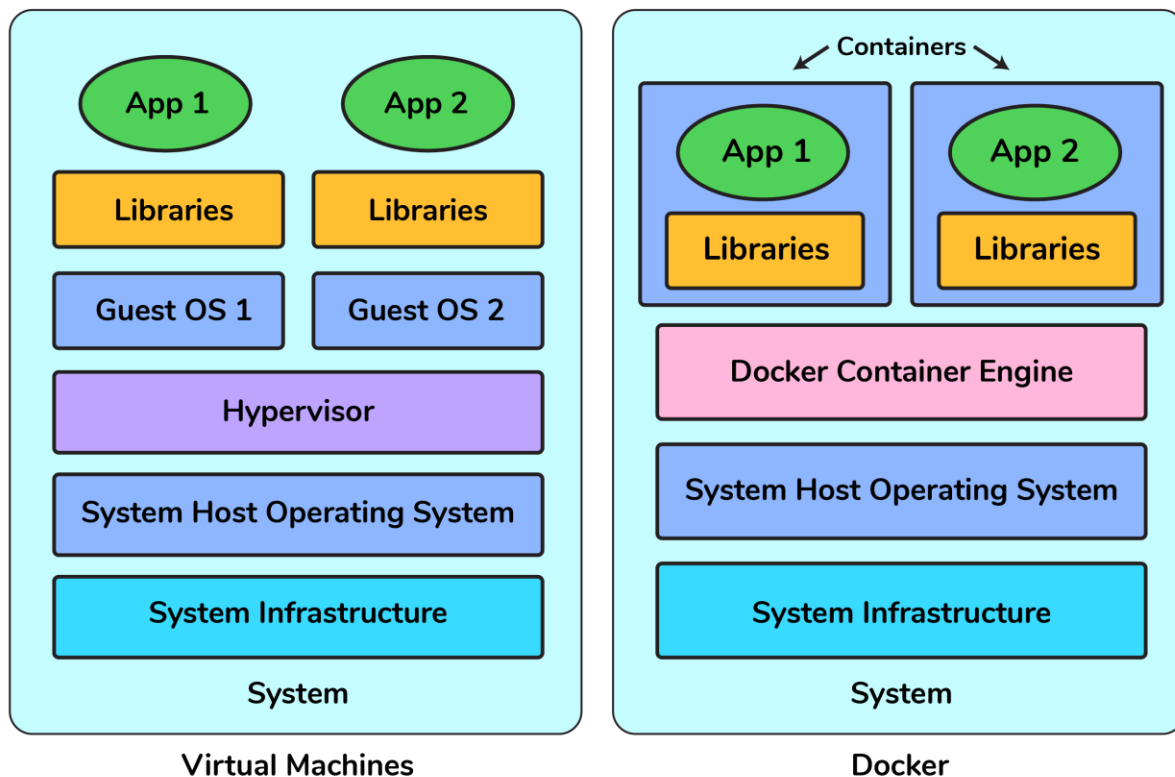 App 1
App 2
Libraries
Libraries
Guest OS 1
Guest OS 2
Hypervisor
System Host Operating System
System Infrastructure
System
Virtual Machines
Containers
App 1
App 2
Libraries
Libraries
Docker Container Engine
System Host Operating System
System Infrastructure
System
Docker